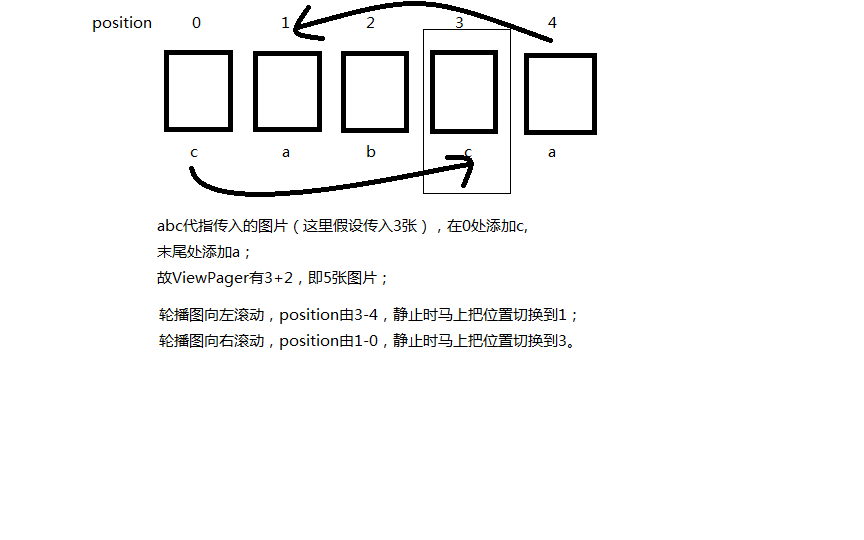 position 0 1 2 3 4
c a b c a
abc代指传入的图片（这里假设传入3张），在0处添加c,
末尾处添加a；
故ViewPager有3+2，即5张图片；
轮播图向左滚动，position由3-4，静止时马上把位置切换到1；
轮播图向右滚动，position由1-0，静止时马上把位置切换到3。